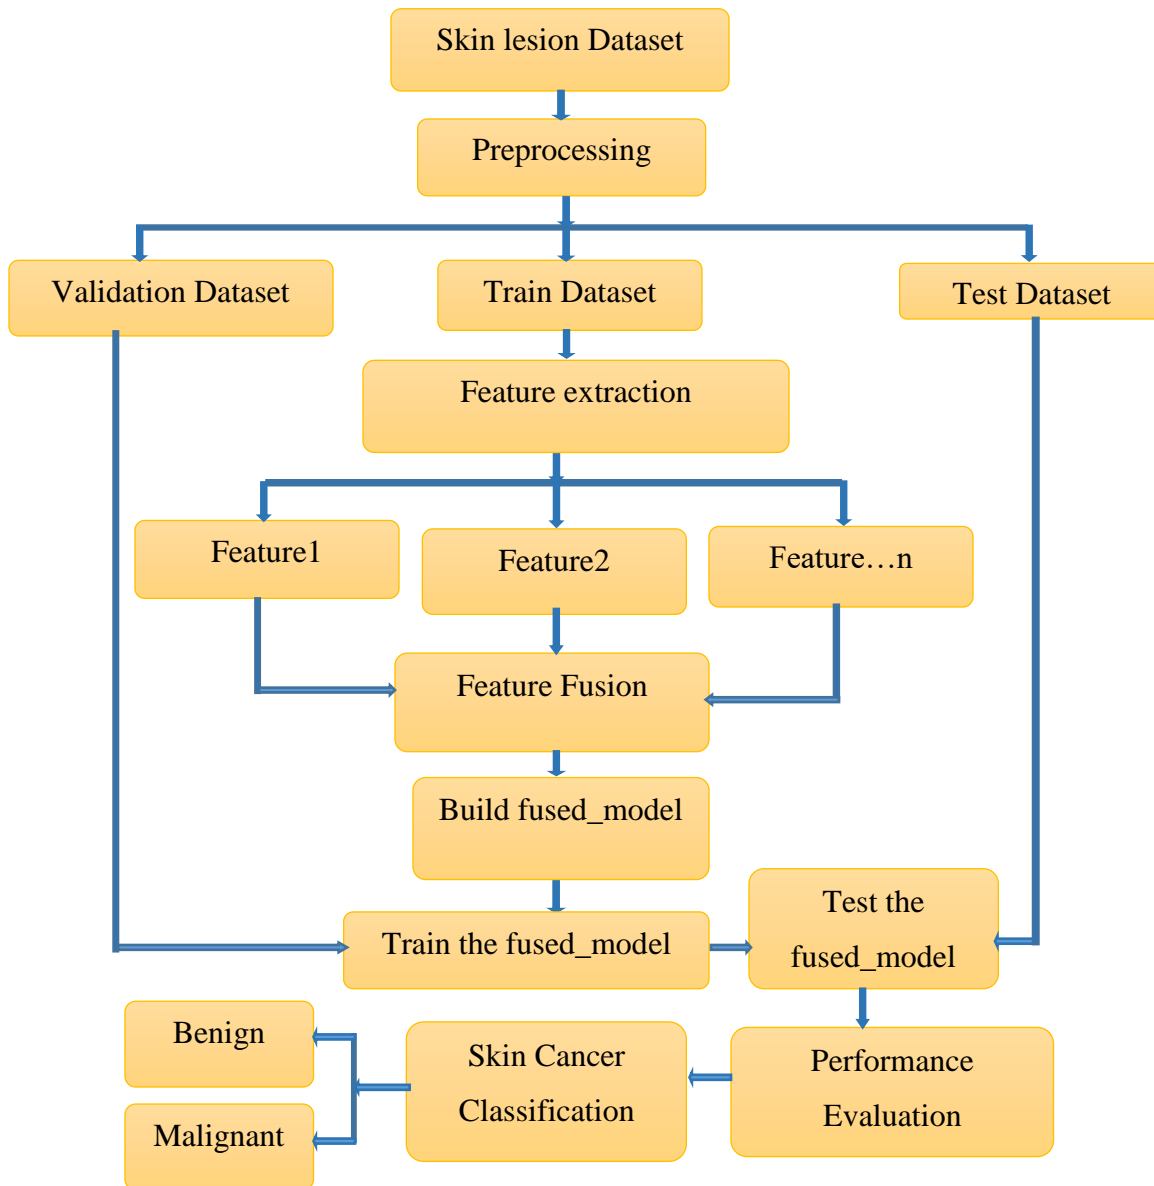 Skin lesion Dataset
Preprocessing
Validation Dataset
Train Dataset
Test Dataset
Feature extraction
Feature1
Feature2
Feature…n
Feature Fusion
Build fused_model
Train the fused_model
Test the
fused_model
Benign
Malignant
Skin Cancer
Classification
Performance
Evaluation